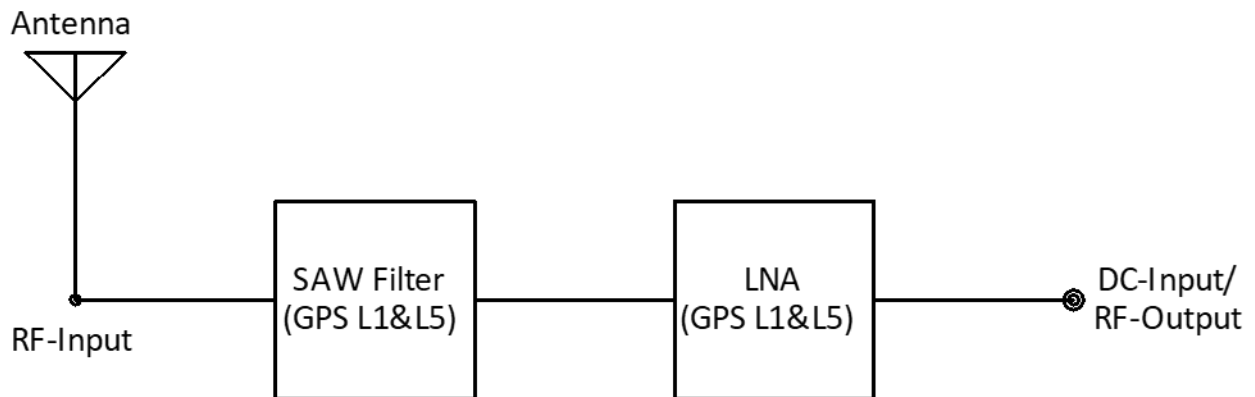 Antenna
RF-Input
SAW Filter
(GPS L1&L5)
LNA
(GPS L1&L5)
DC-Input/
RF-Output